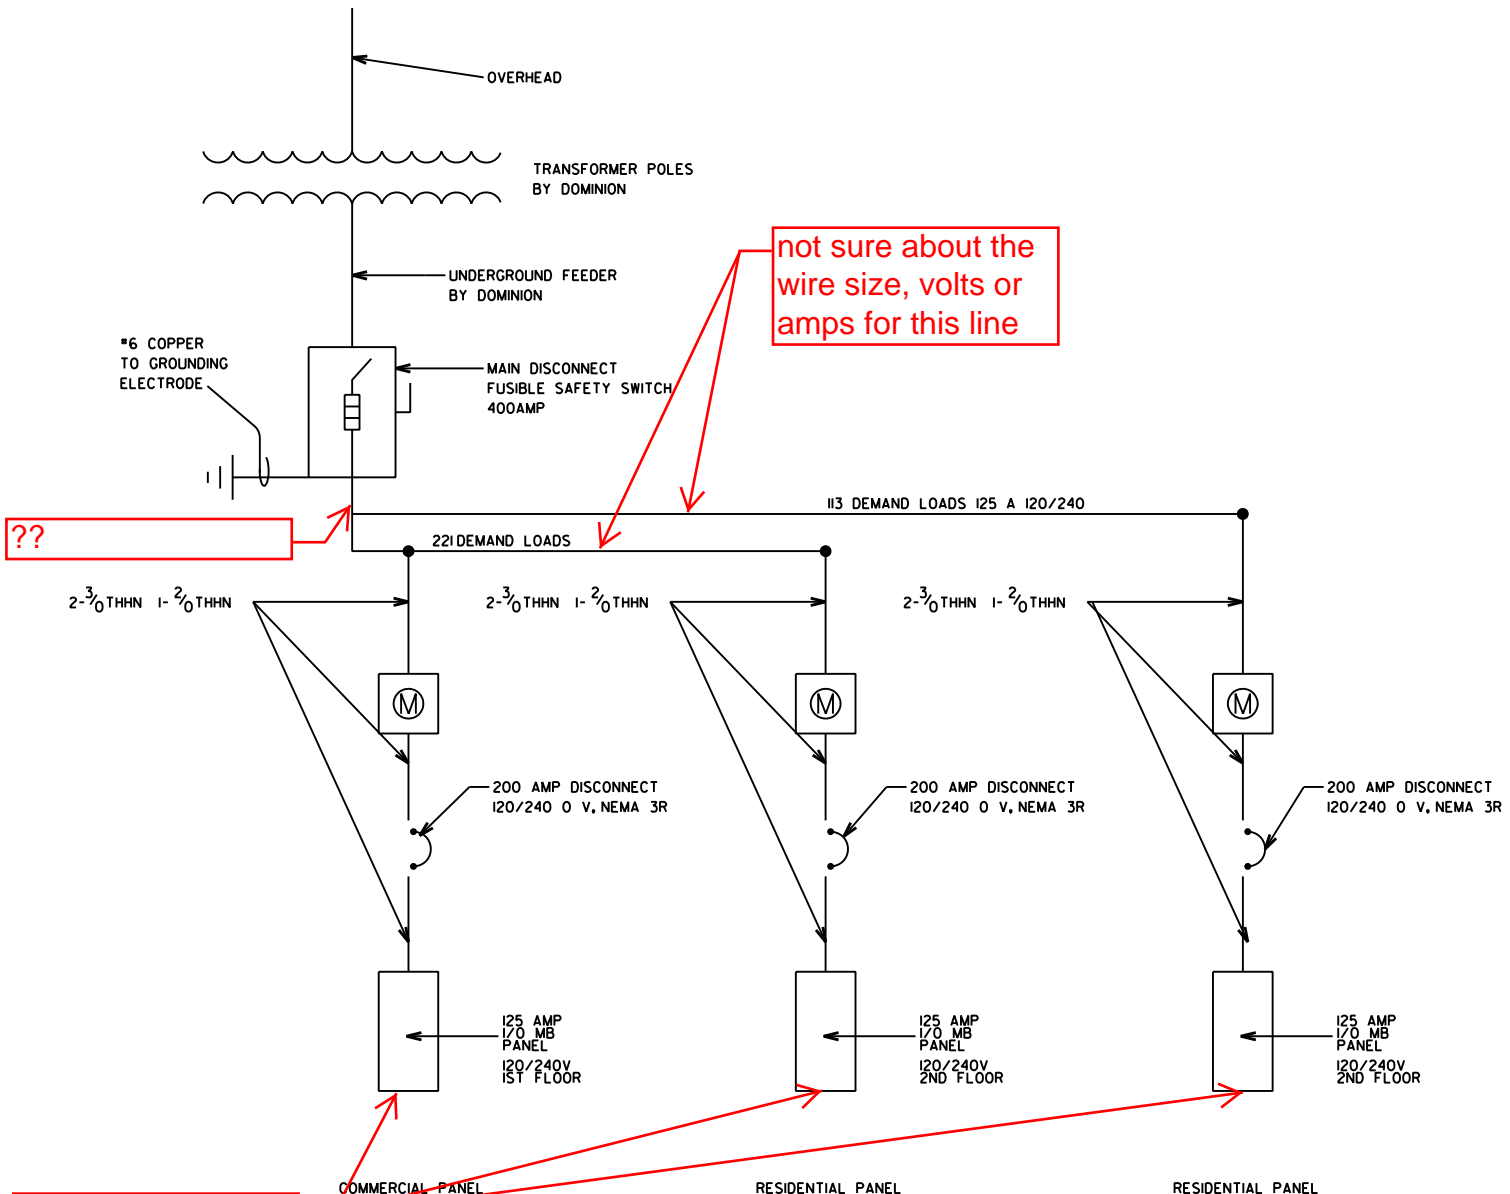 OVERHEAD
TRANSFORMER POLES
BY DOMINION
not sure about the
wire size, volts or
amps for this line
UNDERGROUND FEEDER
BY DOMINION
#6 COPPER
TO GROUNDING
ELECTRODE
MAIN DISCONNECT
FUSIBLE SAFETY SWITCH
400AMP
113 DEMAND LOADS 125 A 120/240
??
221 DEMAND LOADS
2-3/0 THHN 1- 2/0 THHN
2-3/0 THHN 1- 2/0 THHN
2-3/0 THHN 1- 2/0 THHN
M
M
M
200 AMP DISCONNECT
120/240 O V, NEMA 3R
200 AMP DISCONNECT
120/240 O V, NEMA 3R
200 AMP DISCONNECT
120/240 O V, NEMA 3R
125 AMP
1/0 MB
PANEL
120/240V
1ST FLOOR
125 AMP
1/0 MB
PANEL
120/240V
2ND FLOOR
125 AMP
1/0 MB
PANEL
120/240V
2ND FLOOR
COMMERCIAL PANEL
RESIDENTIAL PANEL
RESIDENTIAL PANEL